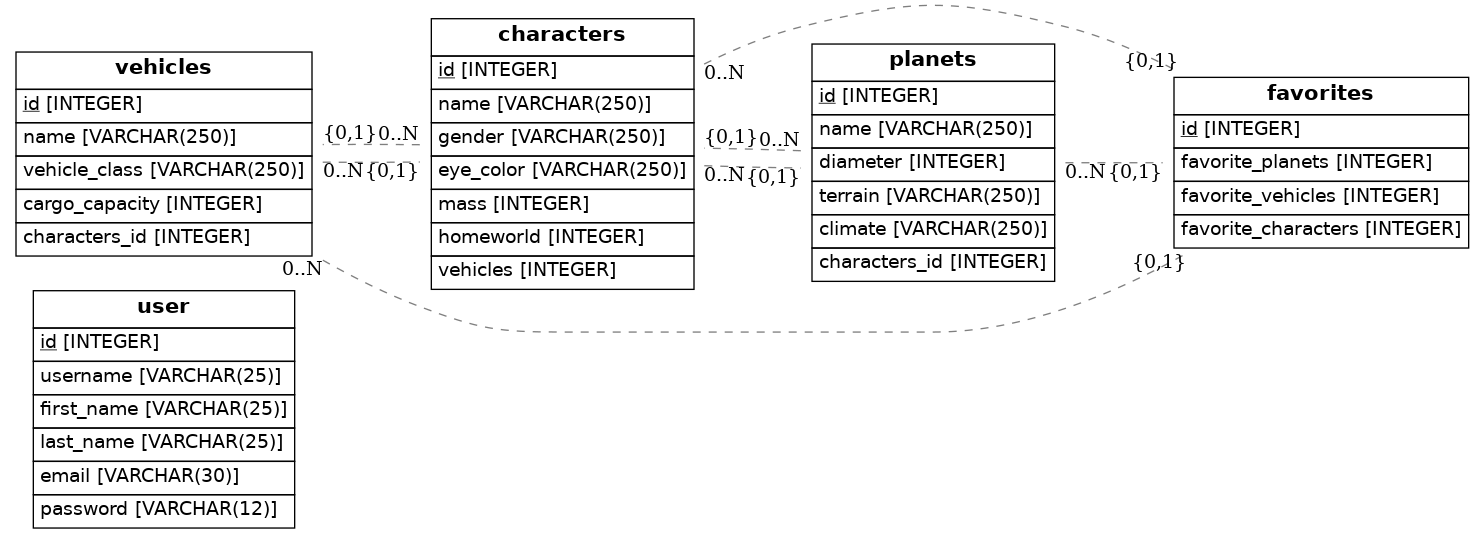 vehicles
id [INTEGER]
name [VARCHAR(250)]
vehicle_class [VARCHAR(250)]
cargo_capacity [INTEGER]
characters_id [INTEGER]
characters
id [INTEGER]
name [VARCHAR(250)]
gender [VARCHAR(250)]
eye_color [VARCHAR(250)]
mass [INTEGER]
homeworld [INTEGER]
vehicles [INTEGER]
planets
id [INTEGER]
name [VARCHAR(250)]
diameter [INTEGER]
terrain [VARCHAR(250)]
climate [VARCHAR(250)]
characters_id [INTEGER]
favorites
id [INTEGER]
favorite_planets [INTEGER]
favorite_vehicles [INTEGER]
favorite_characters [INTEGER]
user
id [INTEGER]
username [VARCHAR(25)]
first_name [VARCHAR(25)]
last_name [VARCHAR(25)]
email [VARCHAR(30)]
password [VARCHAR(12)]
{0,1} 0..N
0..N {0,1}
0..N
{0,1}
{0,1} 0..N
0..N {0,1}
0..N {0,1}
0..N
{0,1}